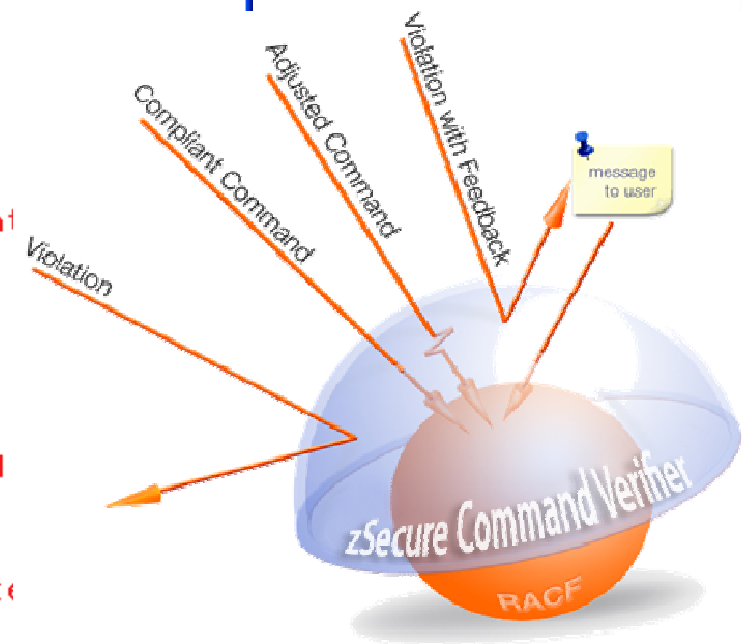 Violation with Feedback
Adjusted Command
Compliant Command
message
to user
Violation
zSecure Command Verifier
RACF